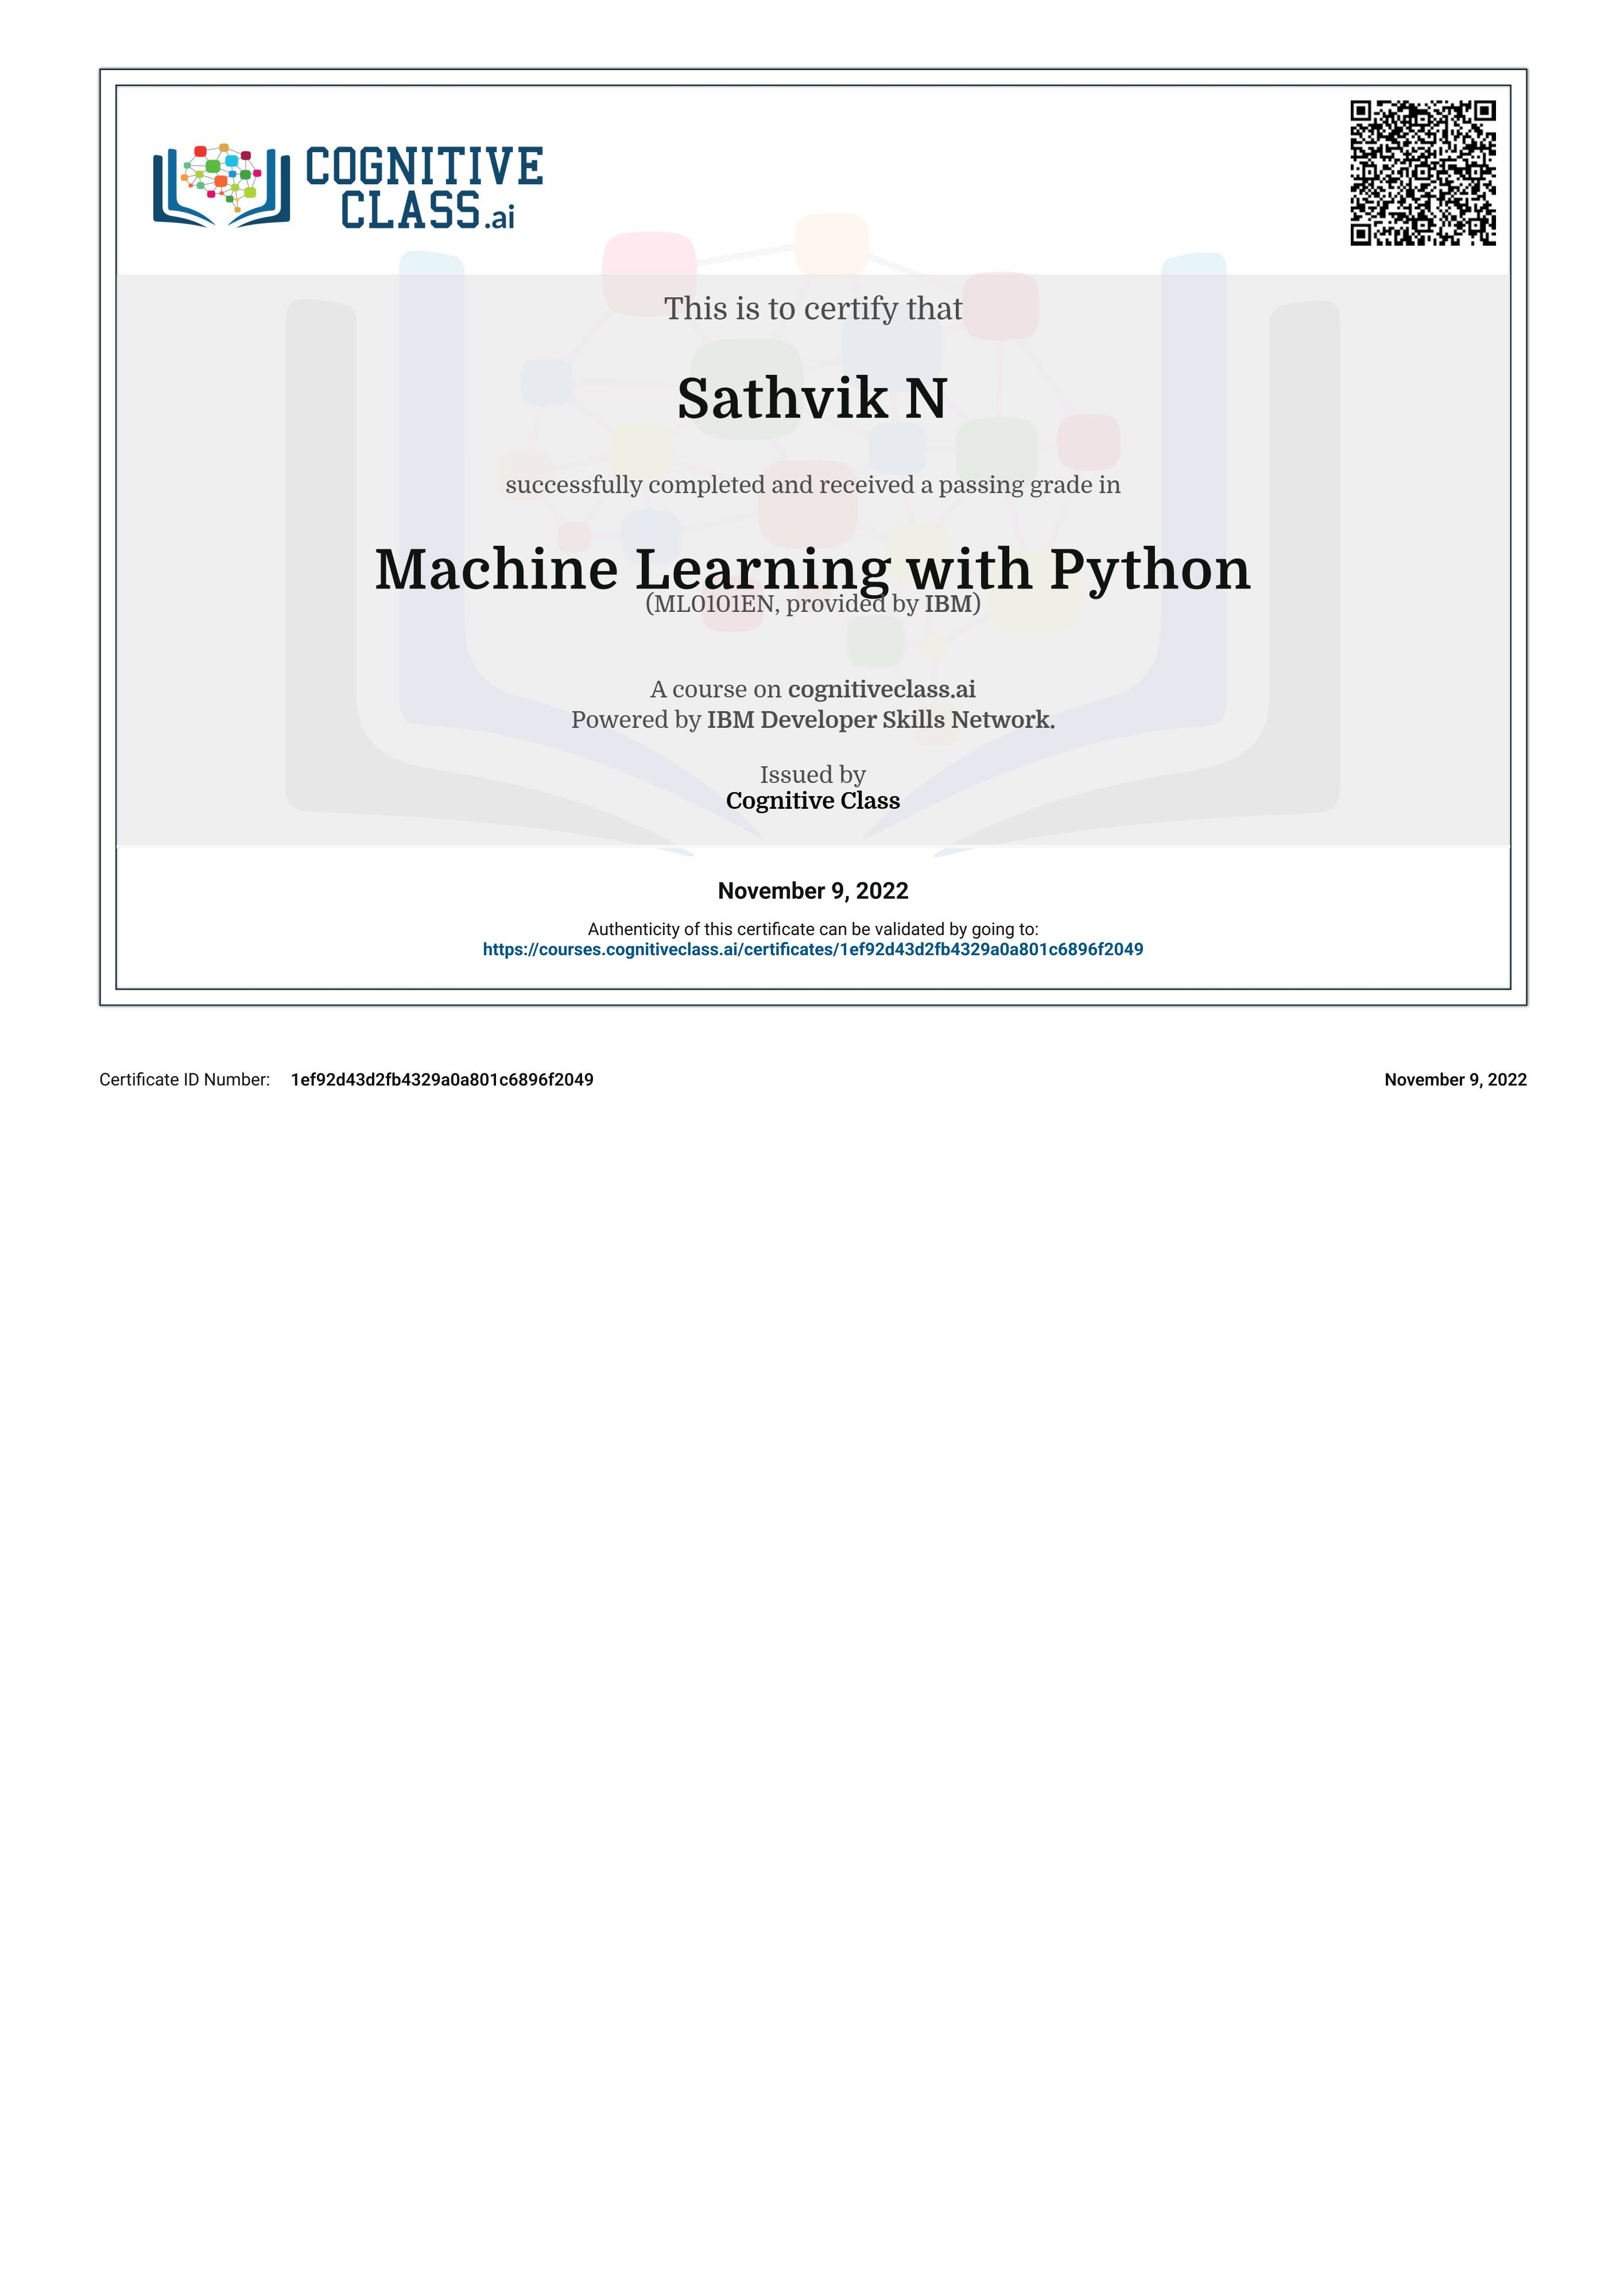 COGNITIVE
CLASS.ai
This is to certify that
Sathvik N
successfully completed and received a passing grade in
Machine Learning with Python
(ML0101EN, provided by IBM)
A course on cognitiveclass.ai
Powered by IBM Developer Skills Network.
Issued by
Cognitive Class
November 9, 2022
Authenticity of this certificate can be validated by going to:
https://courses.cognitiveclass.ai/certificates/1ef92d43d2fb4329a0a801c6896f2049
Certificate ID Number: 1ef92d43d2fb4329a0a801c6896f2049
November 9, 2022